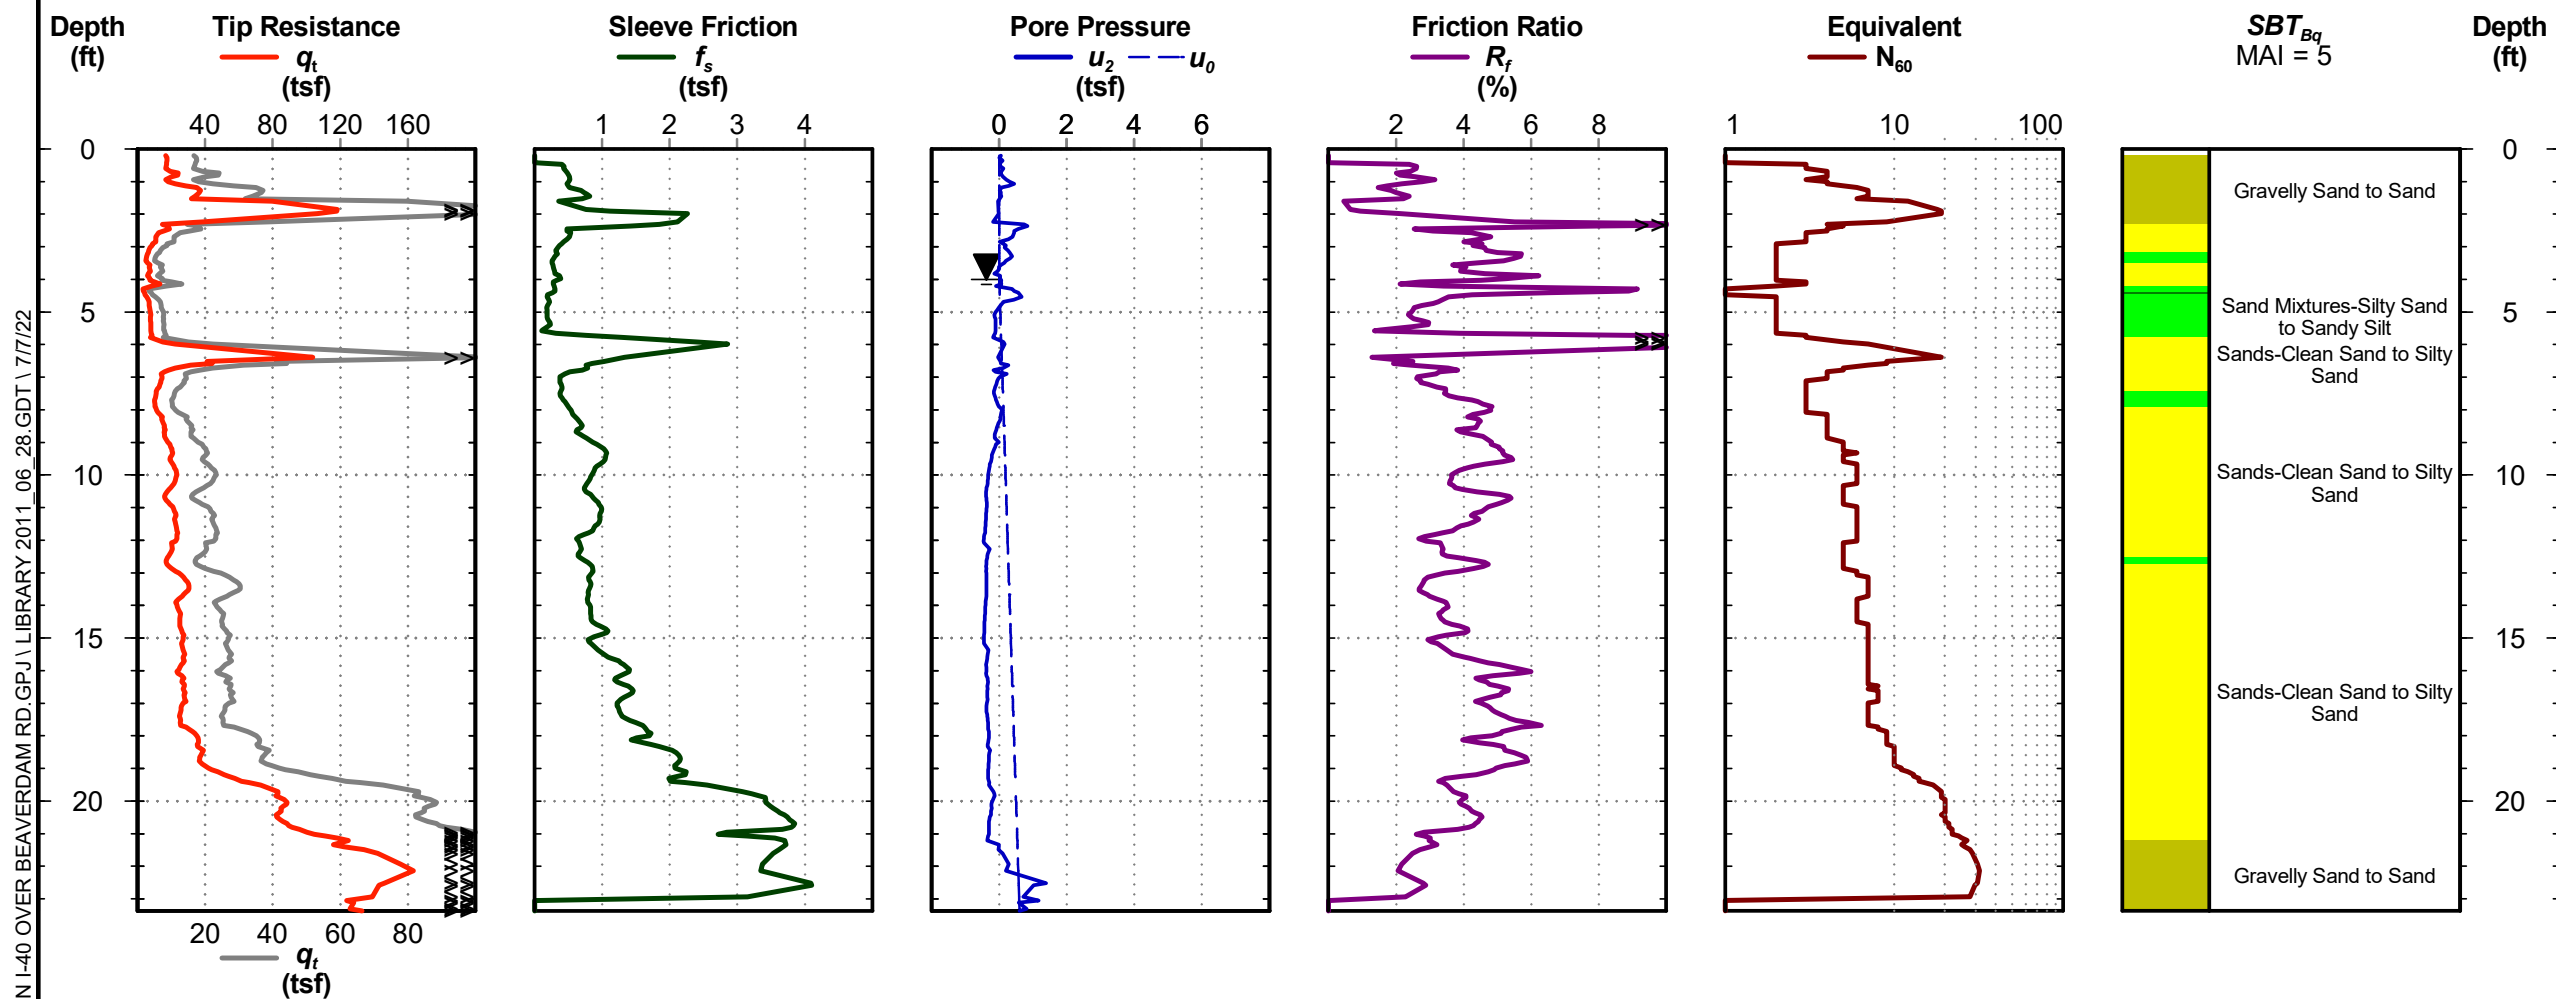 Depth
(ft)
Tip Resistance
qt
(tsf)
40 80 120 160
Sleeve Friction
fs
(tsf)
1 2 3 4
Pore Pressure
u2 u0
(tsf)
0 2 4 6
Friction Ratio
Rf
(%)
2 4 6 8
Equivalent
N60
1 10 100
SBTBq
MAI = 5
Depth
(ft)
0
5
10
15
20
Gravelly Sand to Sand
Sand Mixtures-Silty Sand
to Sandy Silt
Sands-Clean Sand to Silty
Sand
Sands-Clean Sand to Silty
Sand
Sands-Clean Sand to Silty
Sand
Gravelly Sand to Sand
0
5
10
15
20
20 40 60 80
qt
(tsf)
N I-40 OVER BEAVERDAM RD.GPJ \ LIBRARY 2011_06_28.GDT \ 7/7/22